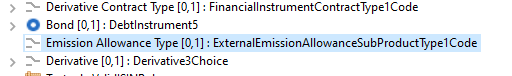 Derivative Contract Type [0,1] : FinancialInstrumentContractType1Code
Bond [0,1] : DebtInstrument5
Emission Allowance Type [0,1] : ExternalEmissionAllowanceSubProductType1Code
Derivative [0,1] : Derivative3Choice